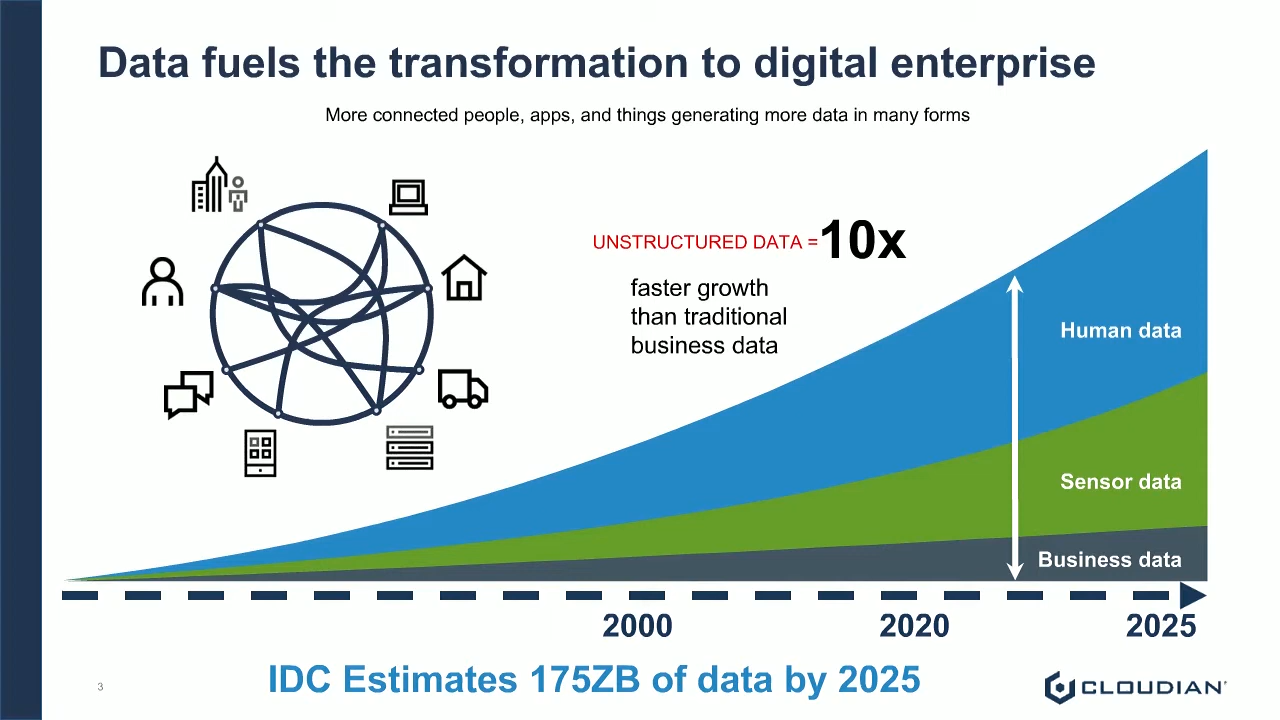 Data fuels the transformation to digital enterprise
More connected people, apps, and things generating more data in many forms
UNSTRUCTURED DATA =10x
faster growth
than traditional
business data
Human data
Sensor data
Business data
2000 2020 2025
IDC Estimates 175ZB of data by 2025
3
CLOUDIAN